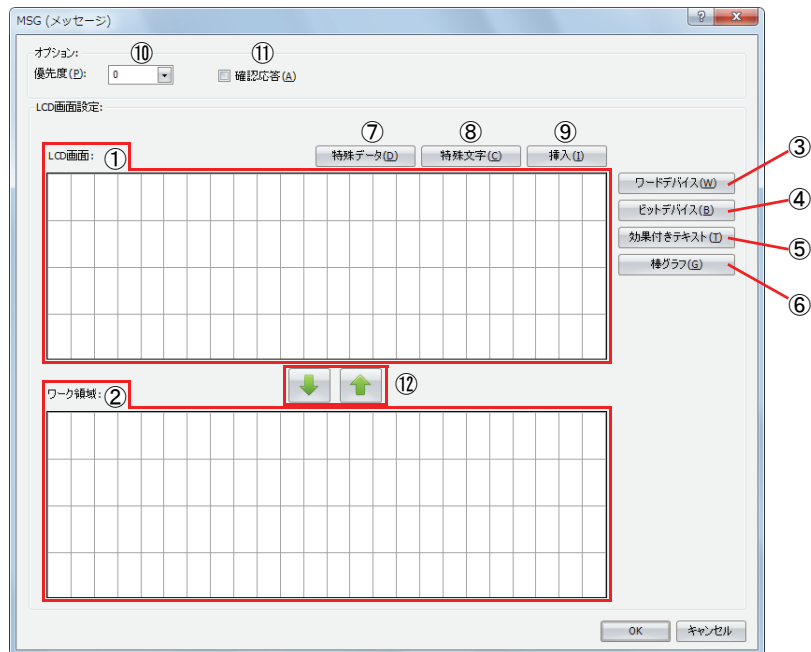 MSG (メッセージ)
オプション:
⑩ ⑪
優先度(P): 0 確認応答(A)
LCD画面設定:
⑦ ⑧ ⑨
LCD画面: ① 特殊データ(D) 特殊文字(C) 挿入(I)
③
ワードデバイス(W)
④
ビットデバイス(B)
⑤
効果付きテキスト(T)
棒グラフ(G)
⑥
⑫
ワーク領域: ②
OK キャンセル